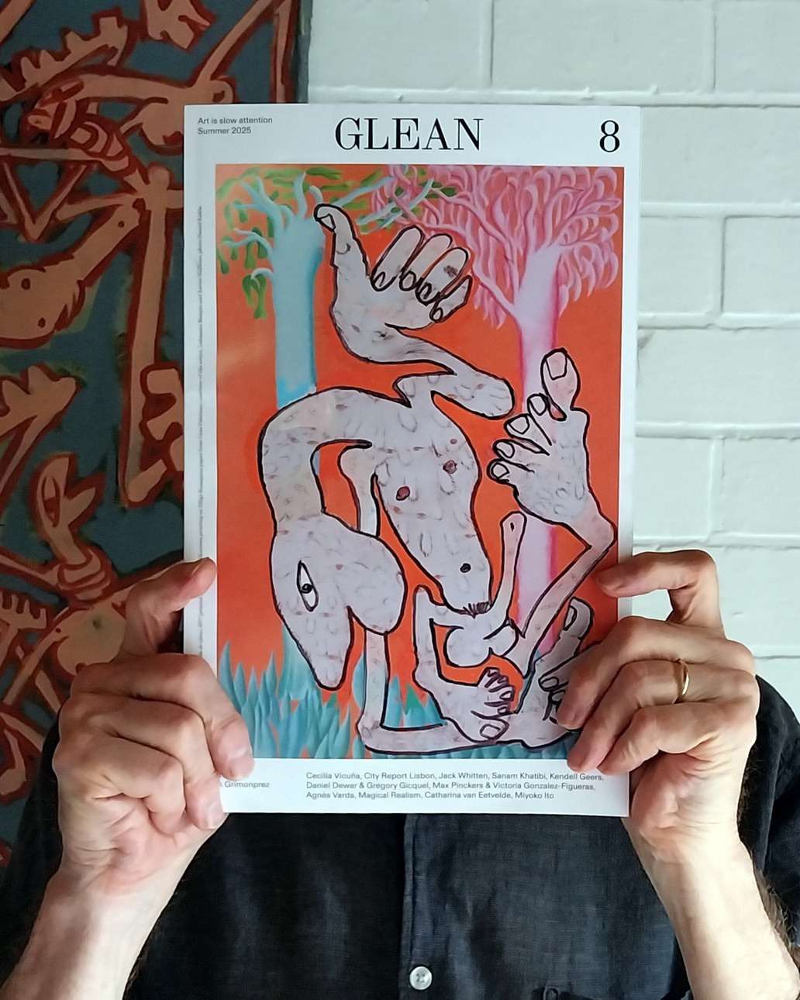 Art is slow attention
Summer 2025
GLEAN
8
Grimonprez
Cecilia Vicuña, City Report Lisbon, Jack Whitten, Sanam Khatibi, Kendell Geers,
Daniel Dewar & Grégory Gicquel, Max Pinckers & Victoria Gonzalez-Figueras,
Agnès Varda, Magical Realism, Catharina van Eetvelde, Miyoko Ito